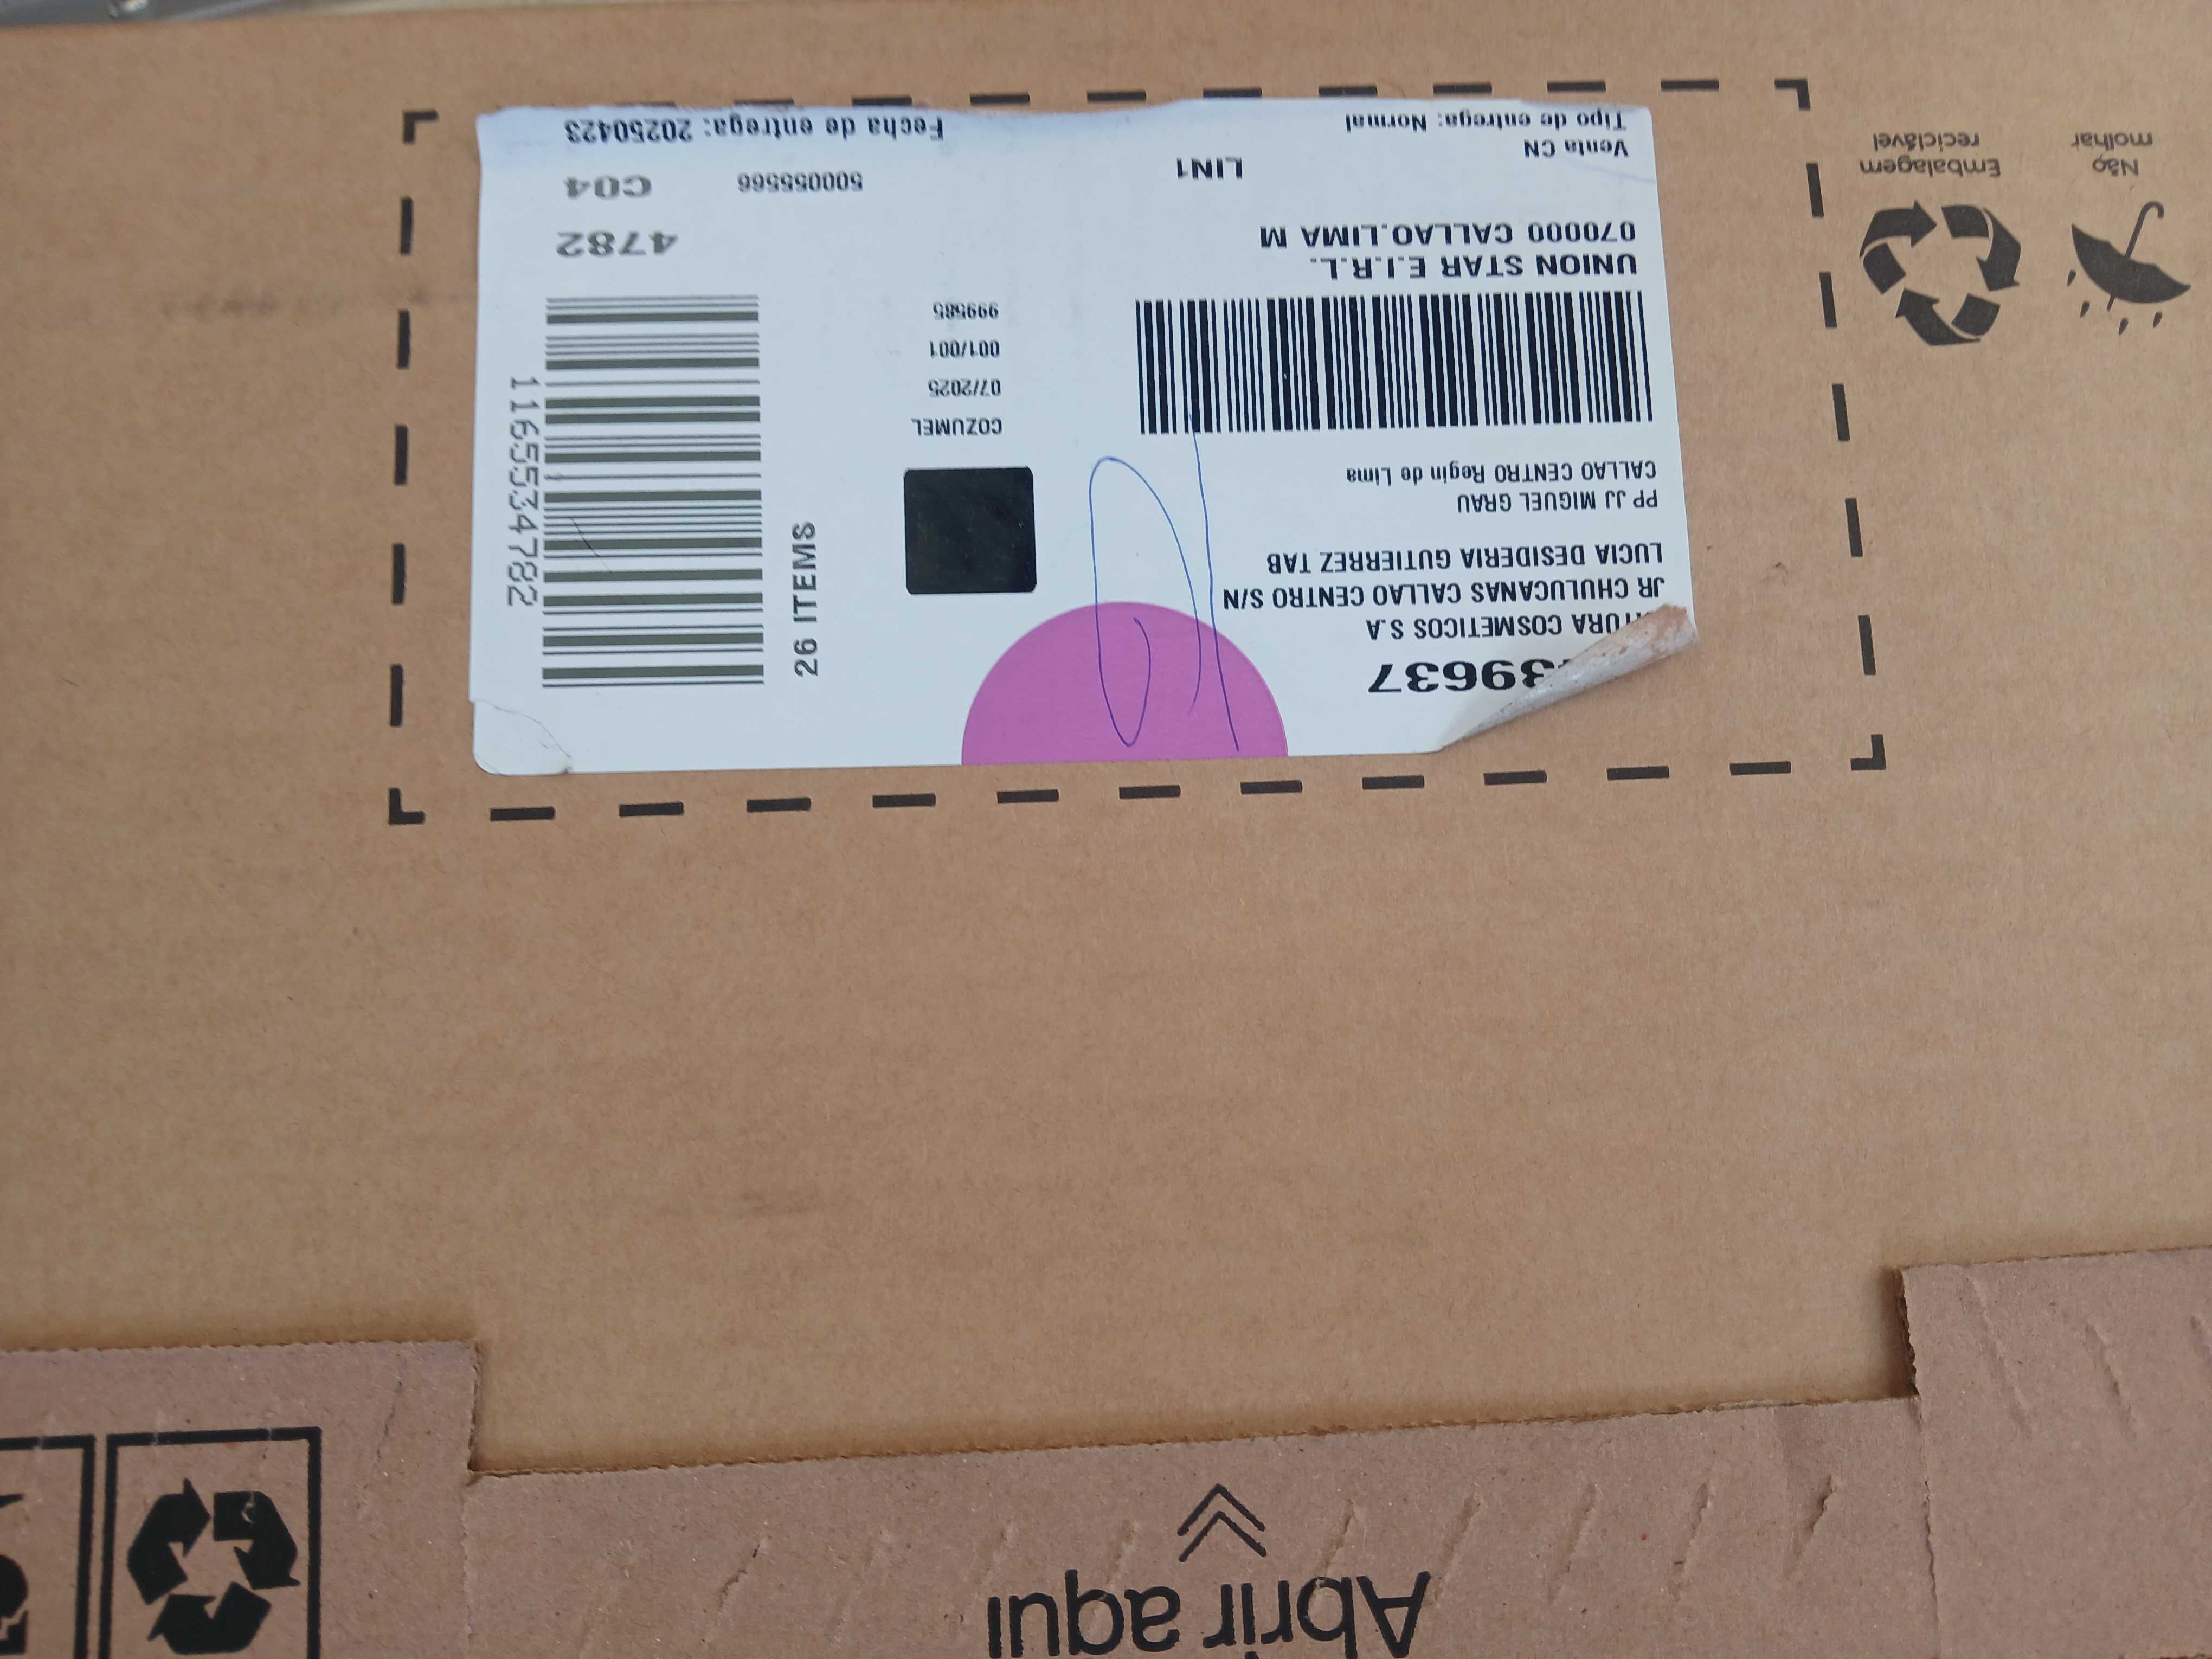 39637
COSMETICOS S.A
JR CHULUCANAS CALLAO CENTRO S/N
LUCIA DESIDERIA GUTIERREZ TAB
PP JJ MIGUEL GRAU
CALLAO CENTRO Regin de Lima
UNION STAR E.I.R.L.
070000 CALLAO.LIMA M
Venta CN
Tipo de entrega: Normal
LIN1
COZUMEL
07/2025
001/001
999585
26 ITEMS
1165534782
4782
500055566
C04
Fecha de entrega: 20250423
Não
molhar
Embalagem
reciclável
Abrir aqui